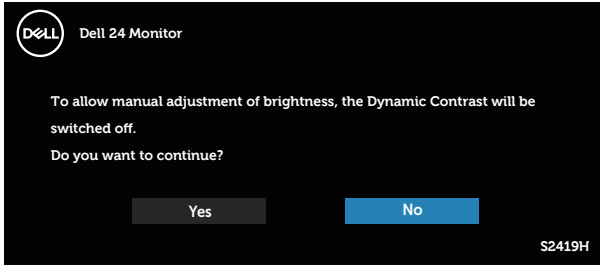 DELL
Dell 24 Monitor
To allow manual adjustment of brightness, the Dynamic Contrast will be
switched off.
Do you want to continue?
Yes
No
S2419H